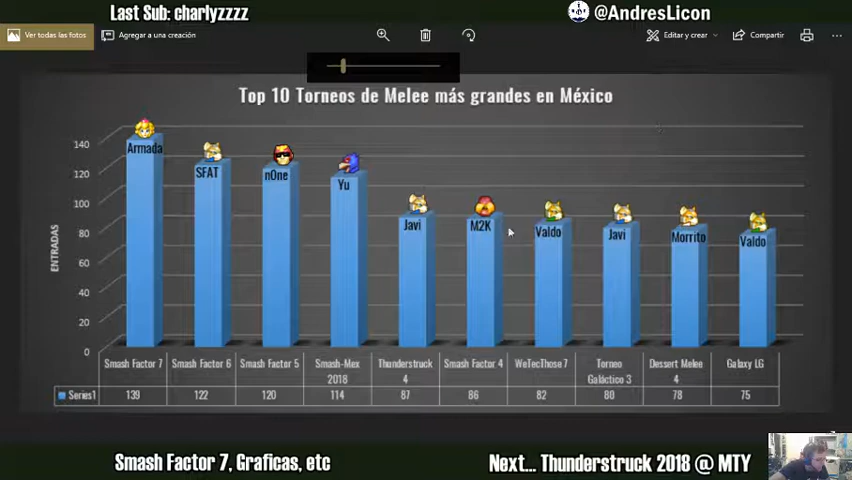 Last Sub: charlyzzzz
@AndresLicon
Ver todas las fotos
Agregar a una creación
Editar y crear
Compartir
Top 10 Torneos de Melee más grandes en México
ENTRADAS
140
120
100
80
60
40
20
0
Armada
SFAT
nOne
Yu
Javi
M2K
Valdo
Javi
Morrito
Valdo
Smash Factor 7
Smash Factor 6
Smash Factor 5
Smash-Mex 2018
Thunderstruck 4
Smash Factor 4
WeTecThose 7
Torneo Galáctico 3
Dessert Melee 4
Galaxy LG
Series1 139 122 120 114 87 86 82 80 78 75
Smash Factor 7, Graficas, etc
Next... Thunderstruck 2018 @ MTY